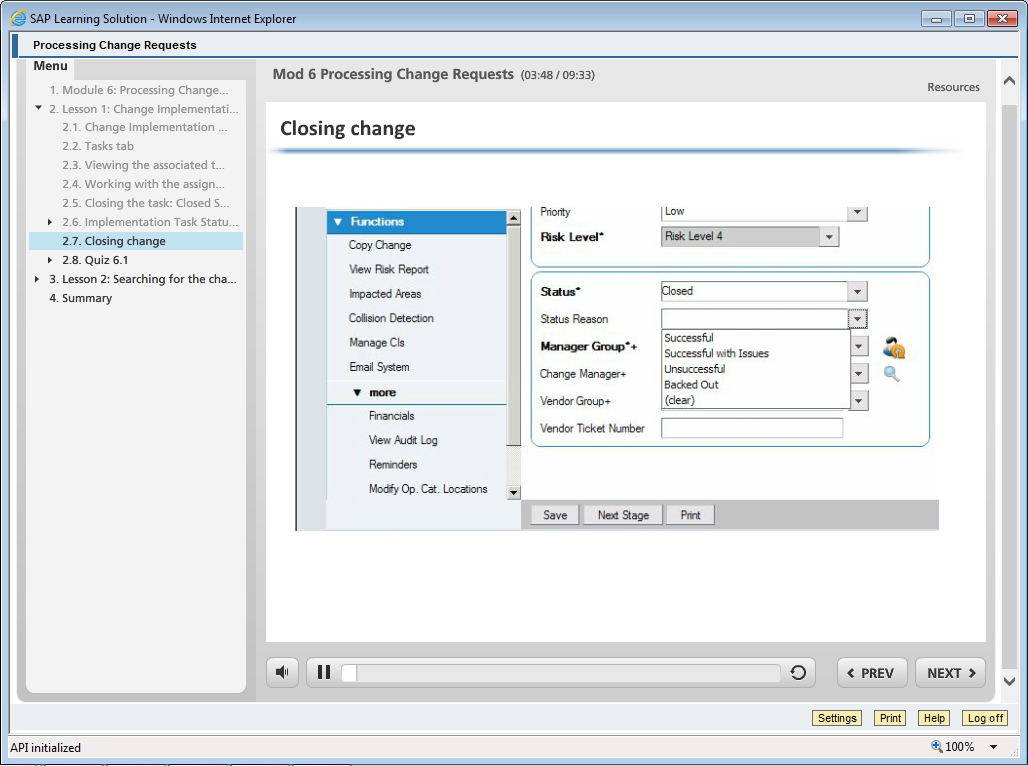 SAP Learning Solution - Windows Internet Explorer
Processing Change Requests
Menu
1. Module 6: Processing Change...
2. Lesson 1: Change Implementati...
2.1. Change Implementation ...
2.2. Tasks tab
2.3. Viewing the associated t...
2.4. Working with the assign...
2.5. Closing the task: Closed S...
2.6. Implementation Task Statu...
2.7. Closing change
2.8. Quiz 6.1
3. Lesson 2: Searching for the cha...
4. Summary
Mod 6 Processing Change Requests (03:48 / 09:33)
Resources
Closing change
Functions
Copy Change
View Risk Report
Impacted Areas
Collision Detection
Manage CIs
Email System
more
Financials
View Audit Log
Reminders
Modify Op. Cat. Locations
Priority Low
Risk Level* Risk Level 4
Status* Closed
Status Reason
Successful
Successful with Issues
Unsuccessful
Backed Out
(clear)
Manager Group*+
Change Manager+
Vendor Group+
Vendor Ticket Number
Save Next Stage Print
PREV NEXT
Settings Print Help Log off
API initialized 100%